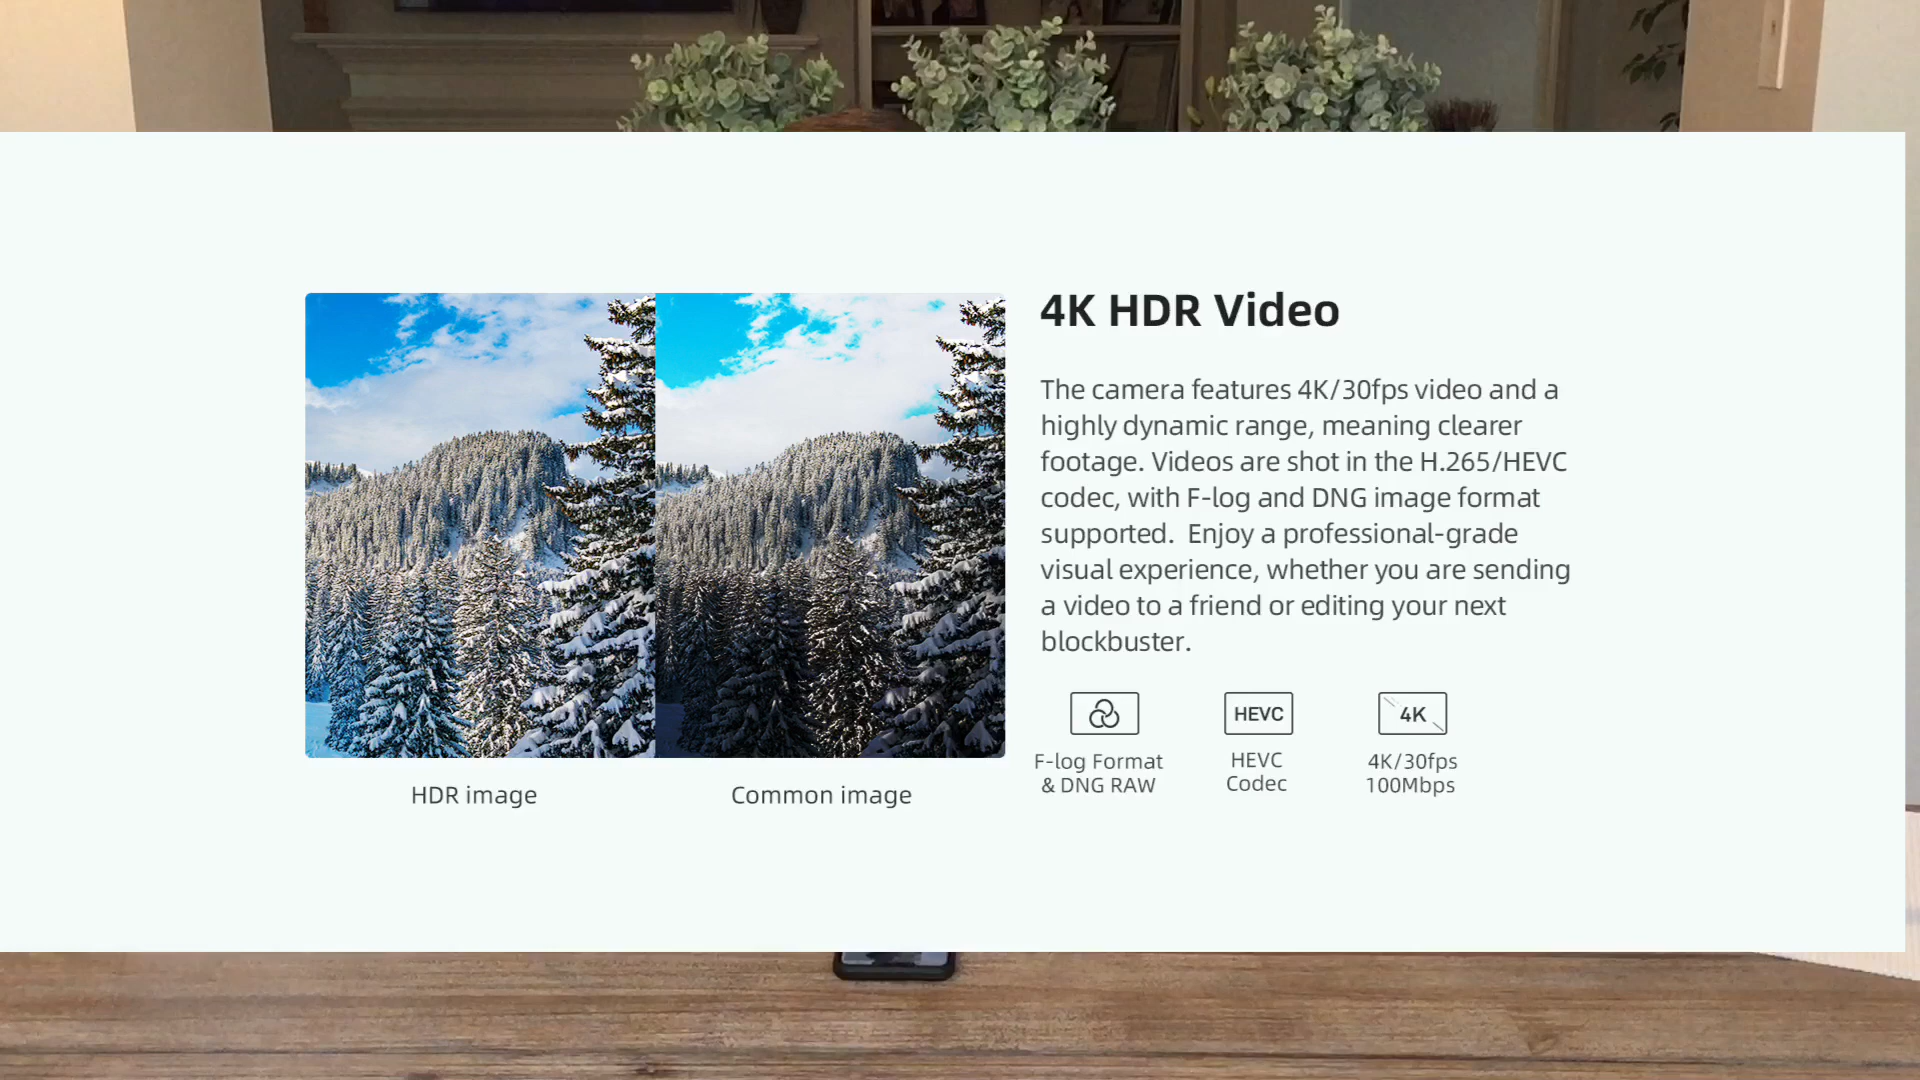 4K HDR Video
The camera features 4K/30fps video and a
highly dynamic range, meaning clearer
footage. Videos are shot in the H.265/HEVC
codec, with F-log and DNG image format
supported. Enjoy a professional-grade
visual experience, whether you are sending
a video to a friend or editing your next
blockbuster.
HEVC
4K
F-log Format
& DNG RAW
HEVC
Codec
4K/30fps
100Mbps
HDR image
Common image